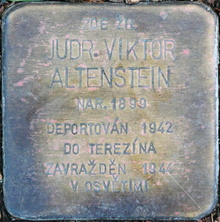 ZDE ŽIL
JUDR. VIKTOR
ALTENSTEIN
NAR. 1899
DEPORTOVÁN 1942
DO TEREZÍNA
ZAVRAŽDĚN 1944
V OSVĚTIMI